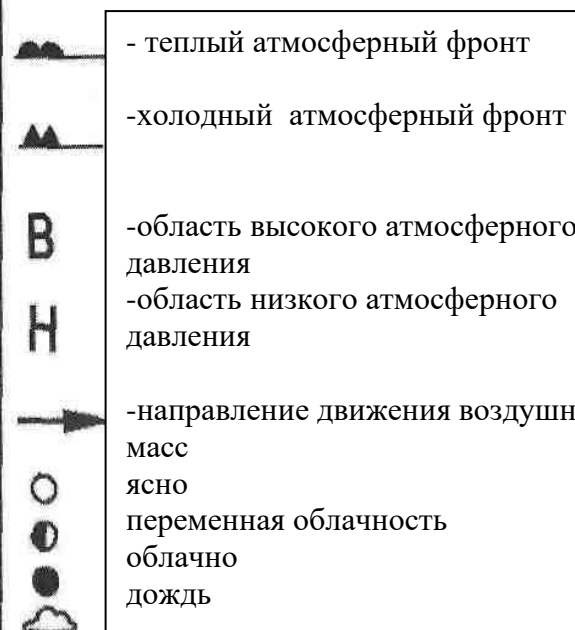 - теплый атмосферный фронт
-холодный  атмосферный фронт
В
-область высокого атмосферного
давления
Н
-область низкого атмосферного
давления
-направление движения воздушн
масс
ясно
переменная облачность
облачно
дождь